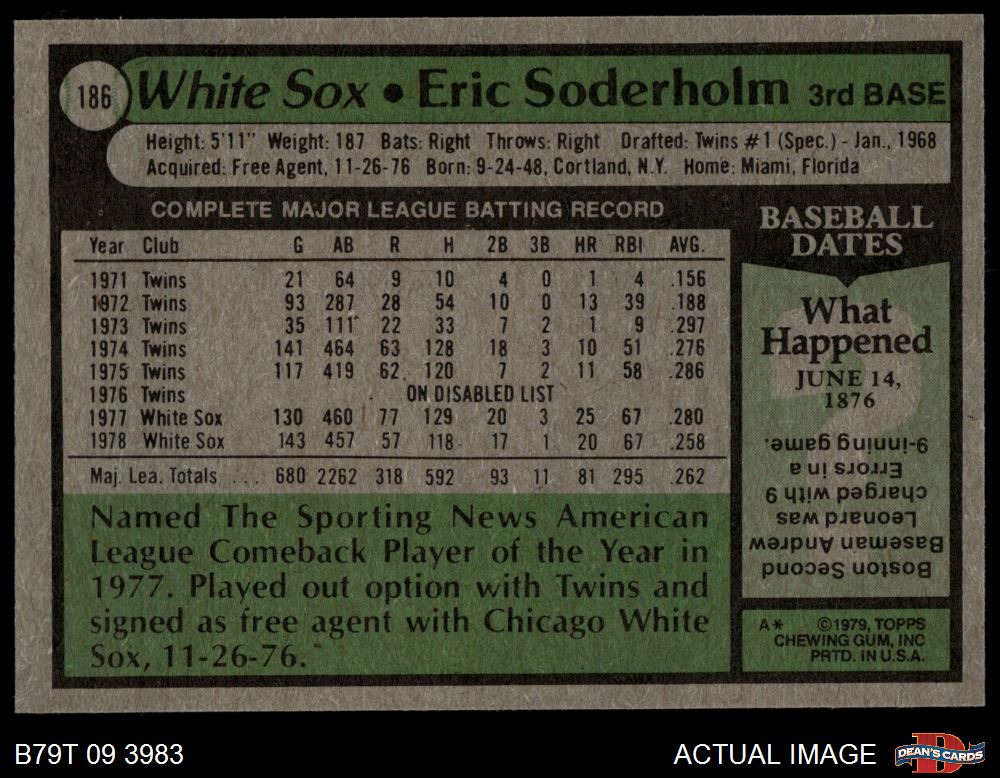 186 White Sox • Eric Soderholm 3rd BASE
Height: 5'11" Weight: 187 Bats: Right Throws: Right Drafted: Twins #1 (Spec.) - Jan., 1968
Acquired: Free Agent, 11-26-76 Born: 9-24-48, Cortland, N.Y. Home: Miami, Florida
COMPLETE MAJOR LEAGUE BATTING RECORD
Year Club G AB R H 2B 3B HR RBI AVG.
1971 Twins 21 64 9 10 4 0 1 4 .156
1972 Twins 93 287 28 54 10 0 13 39 .188
1973 Twins 35 111 22 33 7 2 1 9 .297
1974 Twins 141 464 63 128 18 3 10 51 .276
1975 Twins 117 419 62 120 7 2 11 58 .286
1976 Twins ON DISABLED LIST
1977 White Sox 130 460 77 129 20 3 25 67 .280
1978 White Sox 143 457 57 118 17 1 20 67 .258
Maj. Lea. Totals ... 680 2262 318 592 93 11 81 295 .262
Named The Sporting News American
League Comeback Player of the Year in
1977. Played out option with Twins and
signed as free agent with Chicago White
Sox, 11-26-76.
BASEBALL
DATES
What
Happened
JUNE 14,
1876
Boston Second
Baseman Andrew
Leonard was
charged with 9
Errors in a
9-inning game.
A* ©1979, TOPPS
CHEWING GUM, INC
PRTD. IN U.S.A.
B79T 09 3983
ACTUAL IMAGE
DEAN'S CARDS